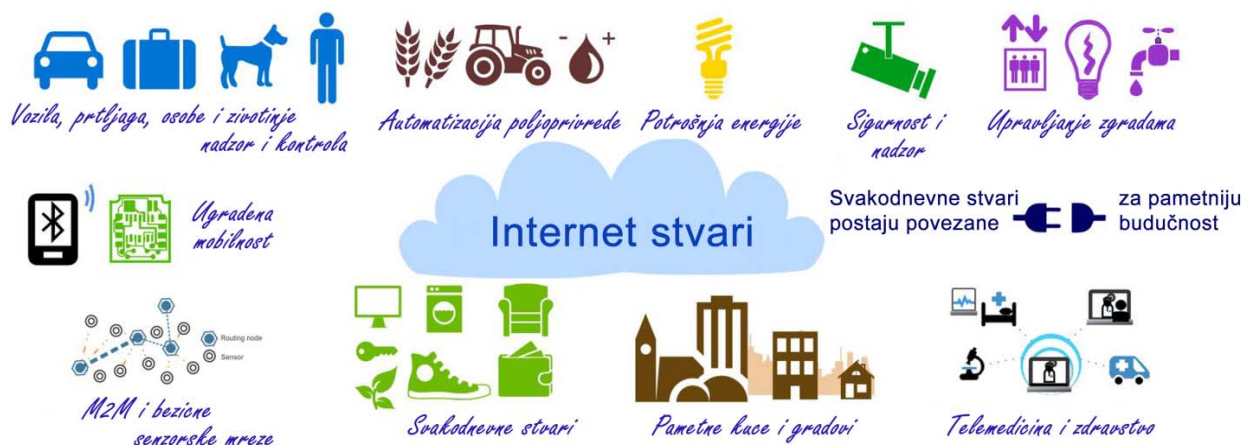 Vozila, prtljaga, osobe i zivotinje
nadzor i kontrola
Automatizacija poljoprivrede
Potrošnja energije
Sigurnost i
nadzor
Upravljanje zgradama
Ugradena
mobilnost
Internet stvari
Svakodnevne stvari
postaju povezane
za pametniju
budučnost
Routing node
Sensor
M2M i bezicne
senzorske mreze
Svakodnevne stvari
Pametne kuce i gradovi
Telemedicina i zdravstvo